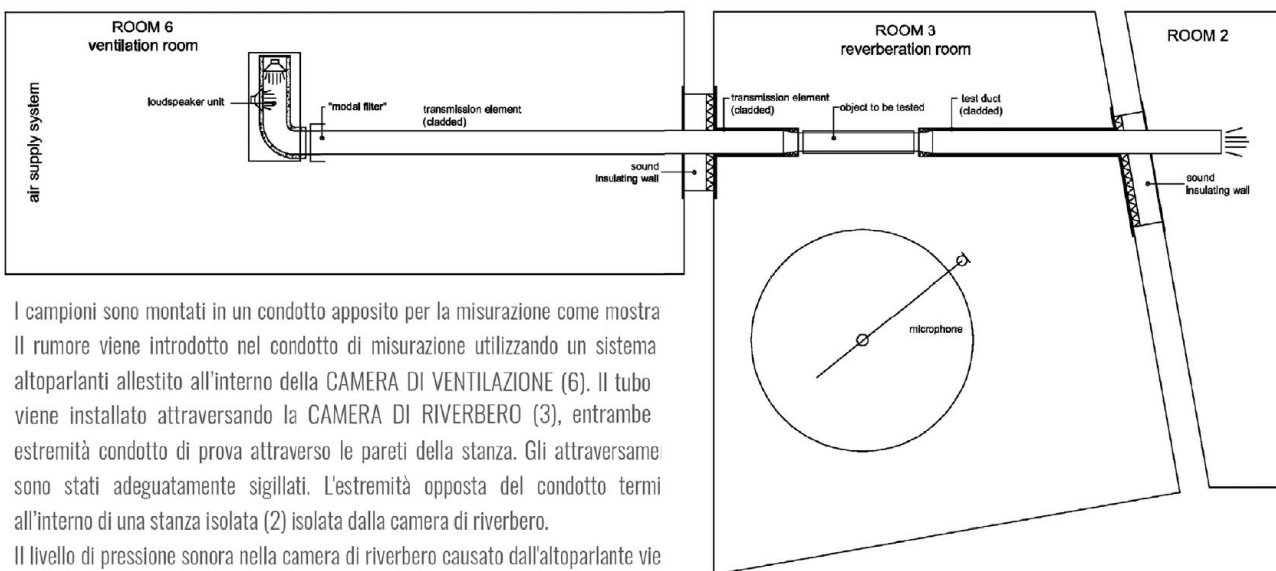 ROOM 6
ventilation room
air supply system
loudspeaker unit
"modal filter"
transmission element
(cladded)
sound
insulating wall
ROOM 3
reverberation room
transmission element
(cladded)
object to be tested
test duct
(cladded)
microphone
ROOM 2
sound
insulating wall
I campioni sono montati in un condotto apposito per la misurazione come mostra
Il rumore viene introdotto nel condotto di misurazione utilizzando un sistema
altoparlanti allestito all'interno della CAMERA DI VENTILAZIONE (6). Il tubo
viene installato attraversando la CAMERA DI RIVERBERO (3), entrambe
estremità condotto di prova attraverso le pareti della stanza. Gli attraversame
sono stati adeguatamente sigillati. L'estremità opposta del condotto termi
all'interno di una stanza isolata (2) isolata dalla camera di riverbero.
Il livello di pressione sonora nella camera di riverbero causato dall'altoparlante vie